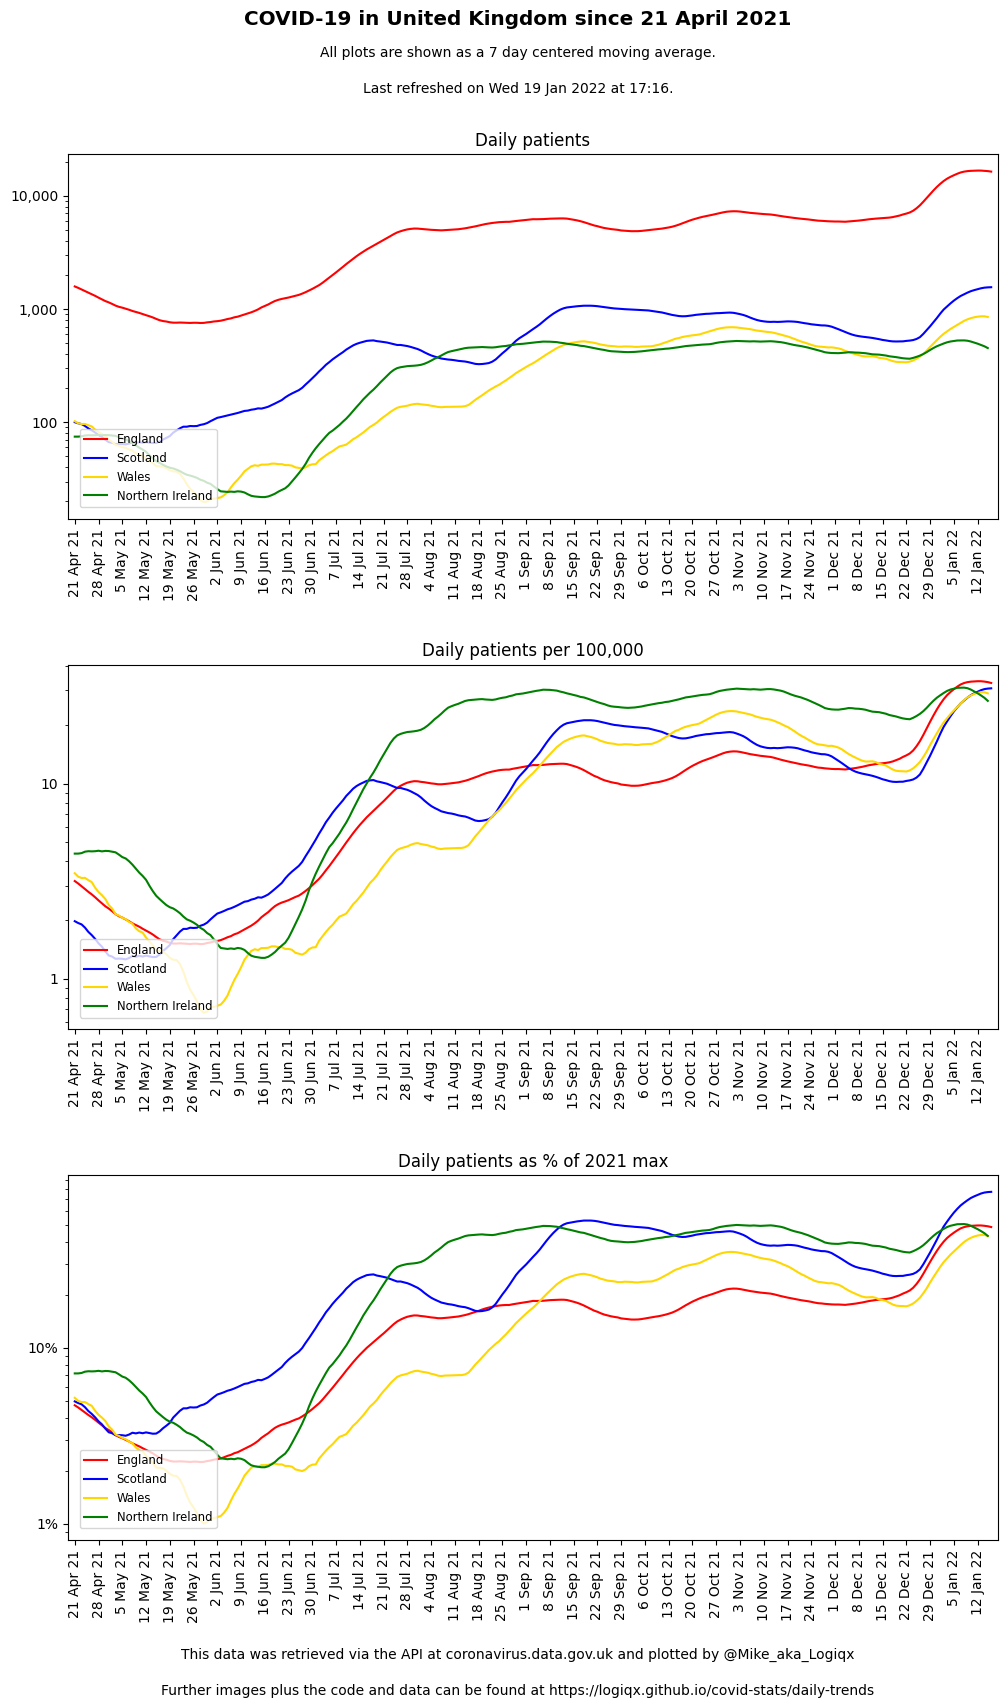 COVID-19 in United Kingdom since 21 April 2021
All plots are shown as a 7 day centered moving average.
Last refreshed on Wed 19 Jan 2022 at 17:16.
Daily patients
10,000
1,000
100
England
Scotland
Wales
Northern Ireland
21 Apr 21
28 Apr 21
5 May 21
12 May 21
19 May 21
26 May 21
2 Jun 21
9 Jun 21
16 Jun 21
23 Jun 21
30 Jun 21
7 Jul 21
14 Jul 21
21 Jul 21
28 Jul 21
4 Aug 21
11 Aug 21
18 Aug 21
25 Aug 21
1 Sep 21
8 Sep 21
15 Sep 21
22 Sep 21
29 Sep 21
6 Oct 21
13 Oct 21
20 Oct 21
27 Oct 21
3 Nov 21
10 Nov 21
17 Nov 21
24 Nov 21
1 Dec 21
8 Dec 21
15 Dec 21
22 Dec 21
29 Dec 21
5 Jan 22
12 Jan 22
Daily patients per 100,000
10
1
England
Scotland
Wales
Northern Ireland
21 Apr 21
28 Apr 21
5 May 21
12 May 21
19 May 21
26 May 21
2 Jun 21
9 Jun 21
16 Jun 21
23 Jun 21
30 Jun 21
7 Jul 21
14 Jul 21
21 Jul 21
28 Jul 21
4 Aug 21
11 Aug 21
18 Aug 21
25 Aug 21
1 Sep 21
8 Sep 21
15 Sep 21
22 Sep 21
29 Sep 21
6 Oct 21
13 Oct 21
20 Oct 21
27 Oct 21
3 Nov 21
10 Nov 21
17 Nov 21
24 Nov 21
1 Dec 21
8 Dec 21
15 Dec 21
22 Dec 21
29 Dec 21
5 Jan 22
12 Jan 22
Daily patients as % of 2021 max
10%
1%
England
Scotland
Wales
Northern Ireland
21 Apr 21
28 Apr 21
5 May 21
12 May 21
19 May 21
26 May 21
2 Jun 21
9 Jun 21
16 Jun 21
23 Jun 21
30 Jun 21
7 Jul 21
14 Jul 21
21 Jul 21
28 Jul 21
4 Aug 21
11 Aug 21
18 Aug 21
25 Aug 21
1 Sep 21
8 Sep 21
15 Sep 21
22 Sep 21
29 Sep 21
6 Oct 21
13 Oct 21
20 Oct 21
27 Oct 21
3 Nov 21
10 Nov 21
17 Nov 21
24 Nov 21
1 Dec 21
8 Dec 21
15 Dec 21
22 Dec 21
29 Dec 21
5 Jan 22
12 Jan 22
This data was retrieved via the API at coronavirus.data.gov.uk and plotted by @Mike_aka_Logiqx
Further images plus the code and data can be found at https://logiqx.github.io/covid-stats/daily-trends